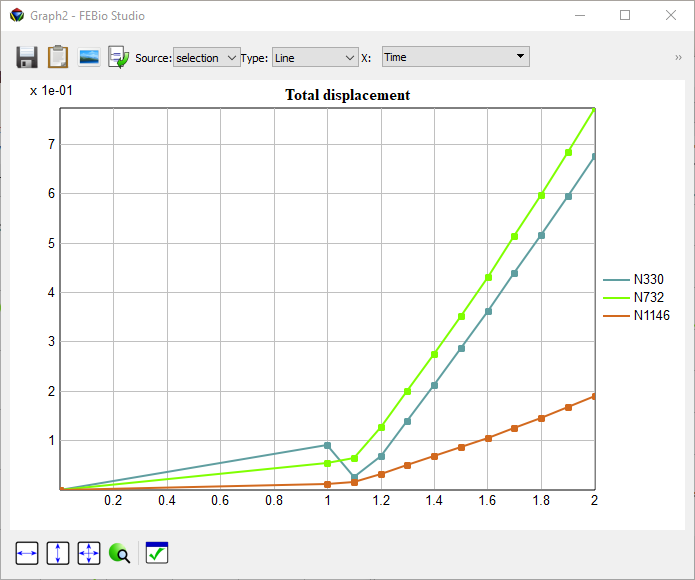 Graph2 - FEBio Studio
Source: selection Type: Line X: Time »
x 1e-01
Total displacement
7
6
5
4
3
2
1
N330
N732
N1146
0.2 0.4 0.6 0.8 1 1.2 1.4 1.6 1.8 2